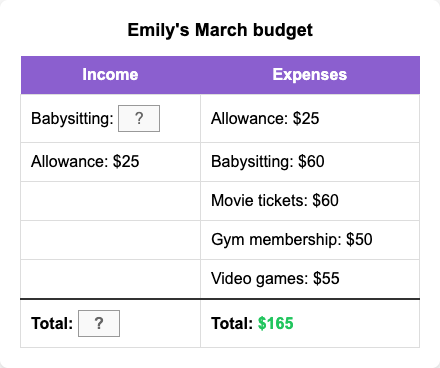 Emily's March budget
Income Expenses
Babysitting: ? Allowance: $25
Allowance: $25 Babysitting: $60
Movie tickets: $60
Gym membership: $50
Video games: $55
Total: ? Total: $165